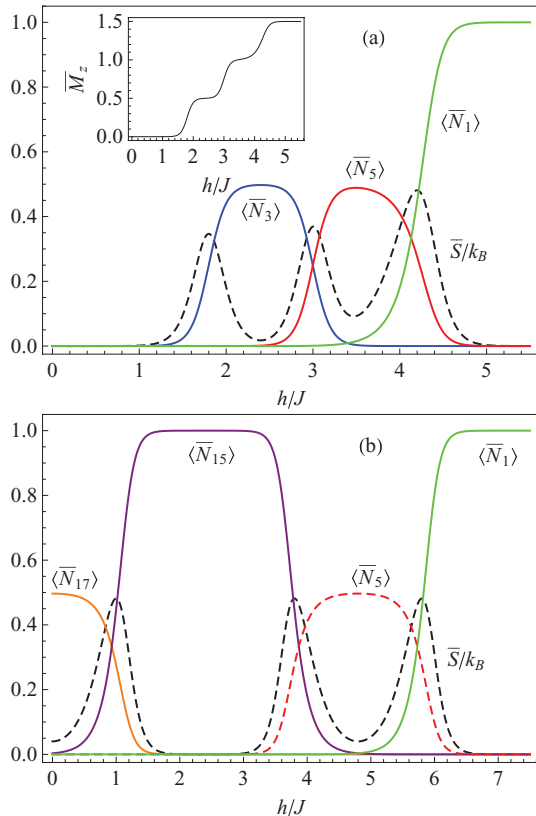 (a)
1.5
1.0
0.5
0.0
M̅_z
0 1 2 3 4 5
h/J
1.0
0.8
0.6
0.4
0.2
0.0
⟨N̅₁⟩
⟨N̅₃⟩
⟨N̅₅⟩
S̅/k_B
0 1 2 3 4 5
h/J
(b)
1.0
0.8
0.6
0.4
0.2
0.0
⟨N̅₁₅⟩
⟨N̅₁⟩
⟨N̅₁₇⟩
⟨N̅₅⟩
S̅/k_B
0 1 2 3 4 5 6 7
h/J